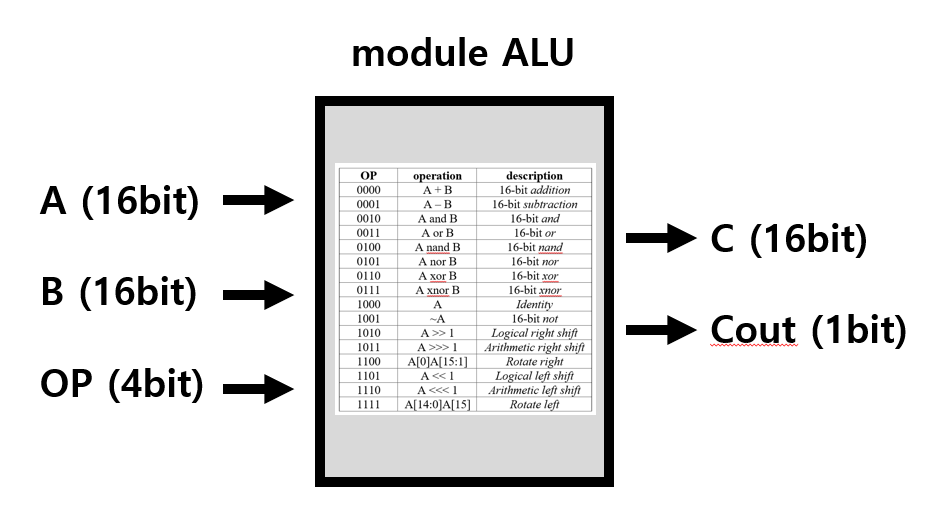 module ALU
A (16bit)
B (16bit)
OP (4bit)
OP operation description
0000 A + B 16-bit addition
0001 A – B 16-bit subtraction
0010 A and B 16-bit and
0011 A or B 16-bit or
0100 A nand B 16-bit nand
0101 A nor B 16-bit nor
0110 A xor B 16-bit xor
0111 A xnor B 16-bit xnor
1000 A Identity
1001 ~A 16-bit not
1010 A >> 1 Logical right shift
1011 A >>> 1 Arithmetic right shift
1100 A[0]A[15:1] Rotate right
1101 A << 1 Logical left shift
1110 A <<< 1 Arithmetic left shift
1111 A[14:0]A[15] Rotate left
C (16bit)
Cout (1bit)